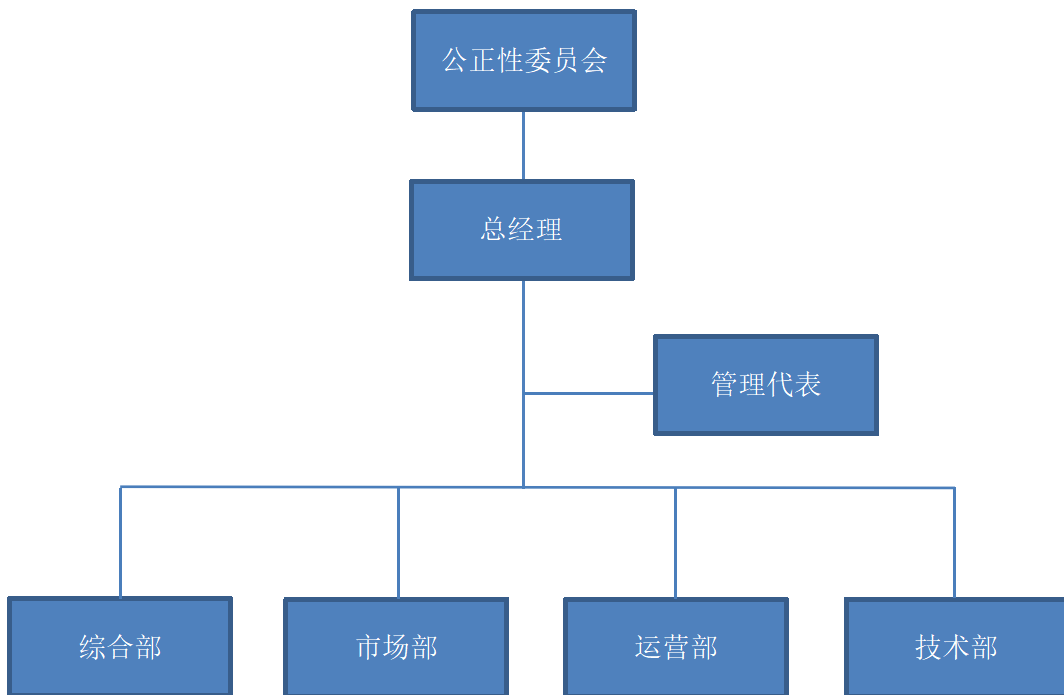 公正性委员会
总经理
管理代表
综合部
市场部
运营部
技术部